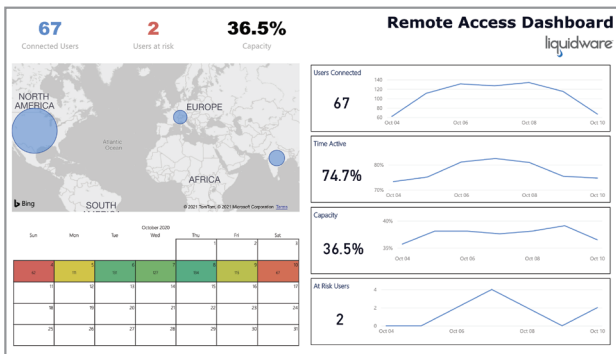 67
Connected Users
2
Users at risk
36.5%
Capacity
Remote Access Dashboard
liquidware
NORTH
AMERICA
EUROPE
Atlantic
Ocean
AFRICA
SOUTH
Bing
© 2021 TomTom, © 2021 Microsoft Corporation Terms
October 2020
Sun Mon Tue Wed Thu Fri Sat
1 2 3
4 5 6 7 8 9 10
11 12 13 14 15 16 17
18 19 20 21 22 23 24
25 26 27 28 29 30 31
Users Connected
67
140
120
100
80
60
Oct 04 Oct 06 Oct 08 Oct 10
Time Active
74.7%
80%
70%
Oct 04 Oct 06 Oct 08 Oct 10
Capacity
36.5%
40%
Oct 04 Oct 06 Oct 08 Oct 10
At Risk Users
2
4
2
0
Oct 04 Oct 06 Oct 08 Oct 10